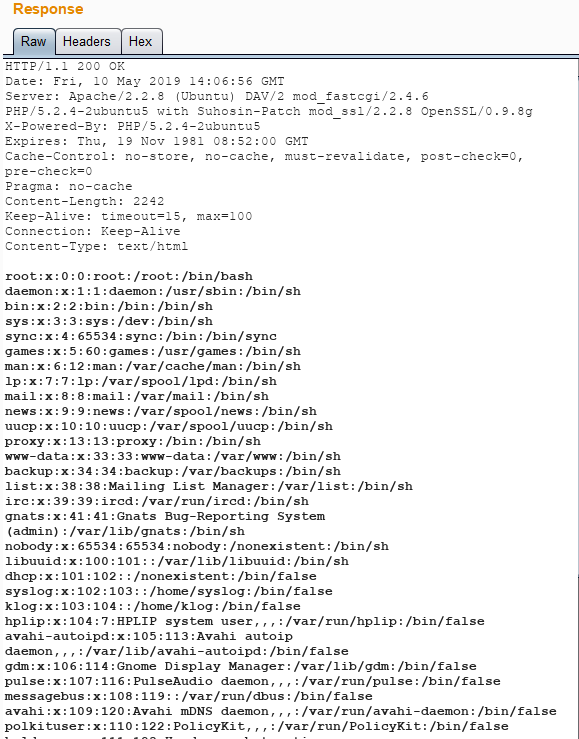 Response
Raw Headers Hex
HTTP/1.1 200 OK
Date: Fri, 10 May 2019 14:06:56 GMT
Server: Apache/2.2.8 (Ubuntu) DAV/2 mod_fastcgi/2.4.6
PHP/5.2.4-2ubuntu5 with Suhosin-Patch mod_ssl/2.2.8 OpenSSL/0.9.8g
X-Powered-By: PHP/5.2.4-2ubuntu5
Expires: Thu, 19 Nov 1981 08:52:00 GMT
Cache-Control: no-store, no-cache, must-revalidate, post-check=0,
pre-check=0
Pragma: no-cache
Content-Length: 2242
Keep-Alive: timeout=15, max=100
Connection: Keep-Alive
Content-Type: text/html
root:x:0:0:root:/root:/bin/bash
daemon:x:1:1:daemon:/usr/sbin:/bin/sh
bin:x:2:2:bin:/bin:/bin/sh
sys:x:3:3:sys:/dev:/bin/sh
sync:x:4:65534:sync:/bin:/bin/sync
games:x:5:60:games:/usr/games:/bin/sh
man:x:6:12:man:/var/cache/man:/bin/sh
lp:x:7:7:lp:/var/spool/lpd:/bin/sh
mail:x:8:8:mail:/var/mail:/bin/sh
news:x:9:9:news:/var/spool/news:/bin/sh
uucp:x:10:10:uucp:/var/spool/uucp:/bin/sh
proxy:x:13:13:proxy:/bin:/bin/sh
www-data:x:33:33:www-data:/var/www:/bin/sh
backup:x:34:34:backup:/var/backups:/bin/sh
list:x:38:38:Mailing List Manager:/var/list:/bin/sh
irc:x:39:39:ircd:/var/run/ircd:/bin/sh
gnats:x:41:41:Gnats Bug-Reporting System
(admin):/var/lib/gnats:/bin/sh
nobody:x:65534:65534:nobody:/nonexistent:/bin/sh
libuuid:x:100:101::/var/lib/libuuid:/bin/sh
dhcp:x:101:102::/nonexistent:/bin/false
syslog:x:102:103::/home/syslog:/bin/false
klog:x:103:104::/home/klog:/bin/false
hplip:x:104:7:HPLIP system user,,,:/var/run/hplip:/bin/false
avahi-autoipd:x:105:113:Avahi autoip
daemon,,,:/var/lib/avahi-autoipd:/bin/false
gdm:x:106:114:Gnome Display Manager:/var/lib/gdm:/bin/false
pulse:x:107:116:PulseAudio daemon,,,:/var/run/pulse:/bin/false
messagebus:x:108:119::/var/run/dbus:/bin/false
avahi:x:109:120:Avahi mDNS daemon,,,:/var/run/avahi-daemon:/bin/false
polkituser:x:110:122:PolicyKit,,,:/var/run/PolicyKit:/bin/false